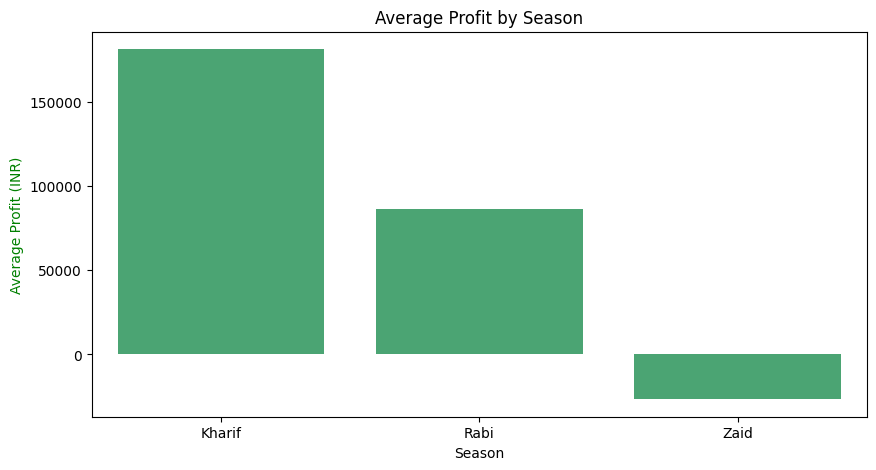 Average Profit by Season
Average Profit (INR)
150000
100000
50000
0
Kharif
Rabi
Zaid
Season